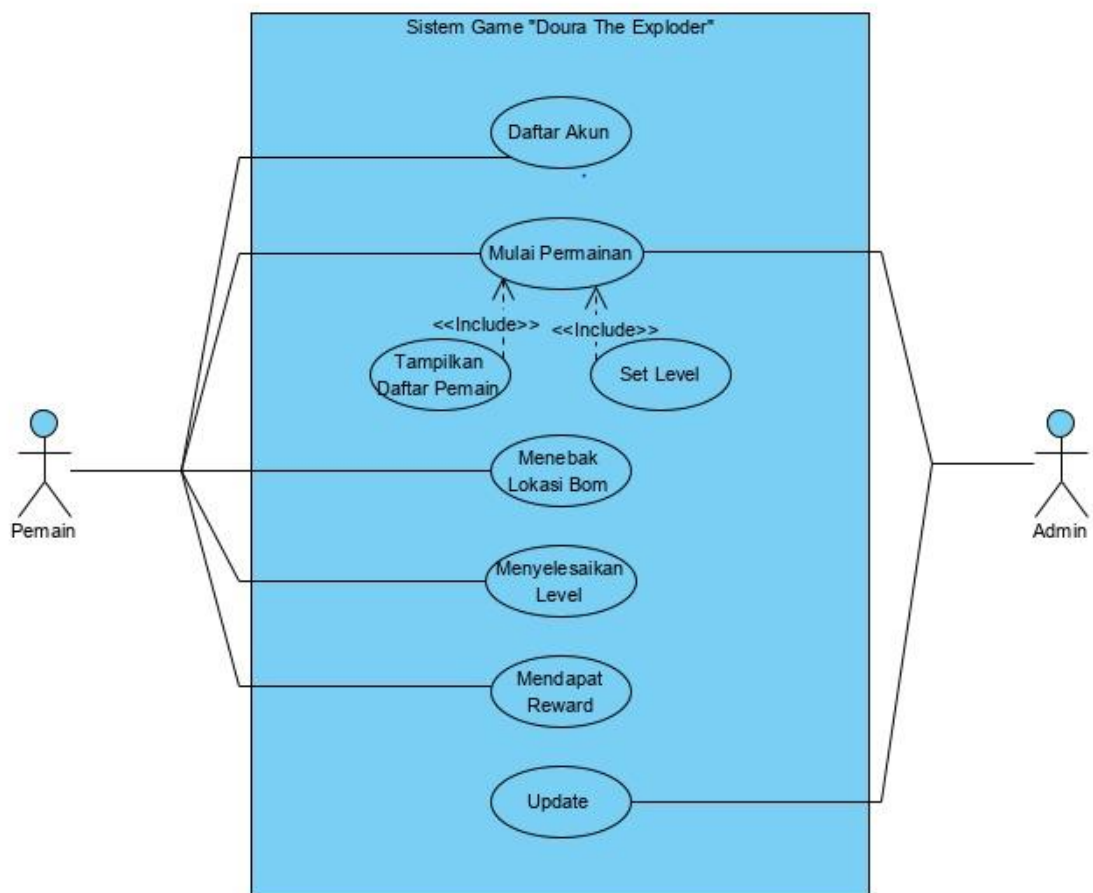 Sistem Game "Doura The Exploder"
Daftar Akun
Mulai Permainan
<<Include>>
<<Include>>
Tampilkan
Daftar Pemain
Set Level
Menebak
Lokasi Bom
Pemain
Admin
Menyelesaikan
Level
Mendapat
Reward
Update